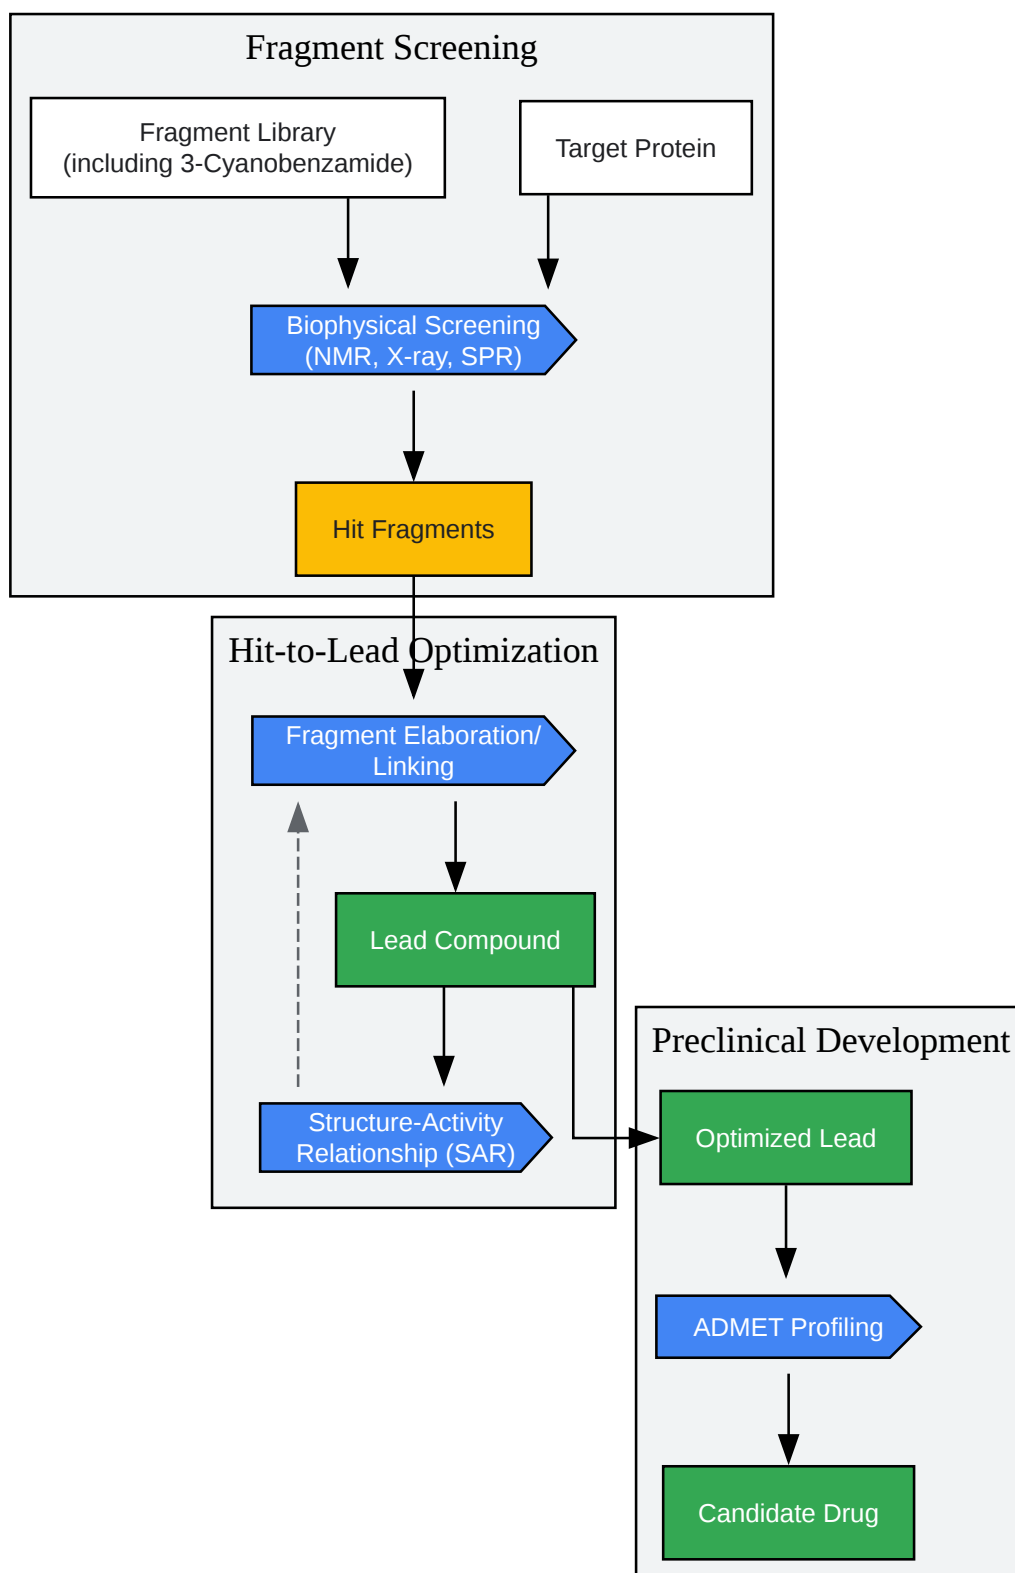 Fragment Screening
Fragment Library
(including 3-Cyanobenzamide)
Target Protein
Biophysical Screening
(NMR, X-ray, SPR)
Hit Fragments
Hit-to-Lead Optimization
Fragment Elaboration/
Linking
Lead Compound
Structure-Activity
Relationship (SAR)
Preclinical Development
Optimized Lead
ADMET Profiling
Candidate Drug